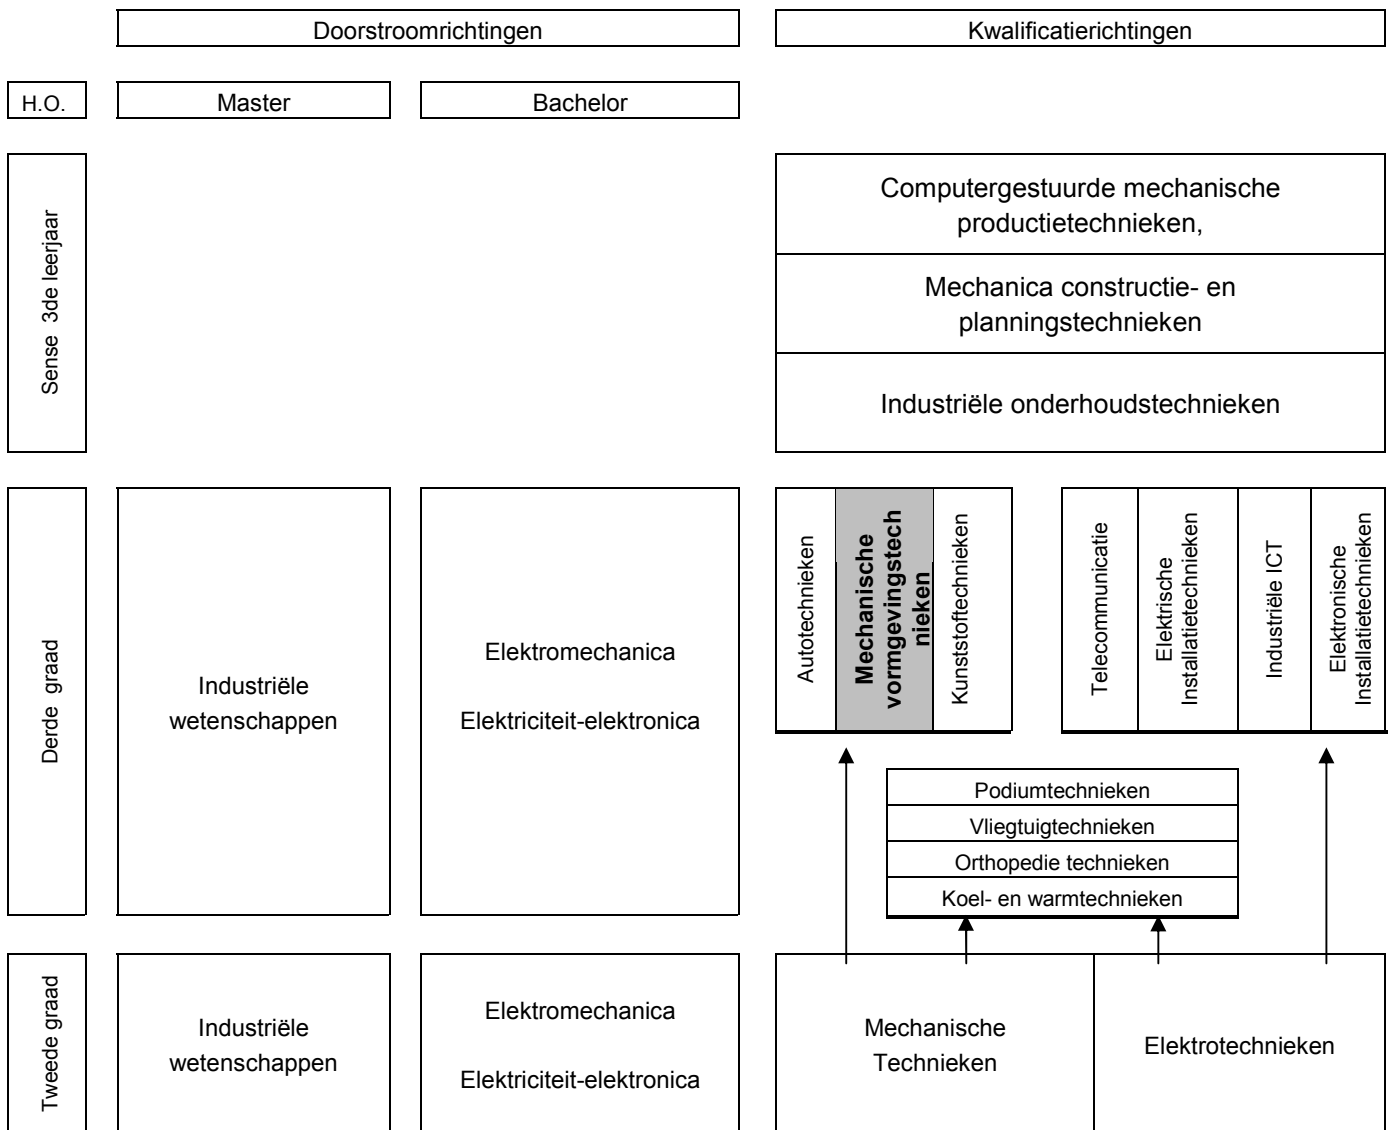 Doorstroomrichtingen
Kwalificatierichtingen
H.O.
Master
Bachelor
Sense 3de leerjaar
Computergestuurde mechanische
productietechnieken,
Mechanica constructie- en
planningstechnieken
Industriële onderhoudstechnieken
Derde graad
Industriële
wetenschappen
Elektromechanica
Elektriciteit-elektronica
Autotechnieken
Mechanische
vormgevingstech
nieken
Kunststoftechnieken
Telecommunicatie
Elektrische
Installatietechnieken
Industriële ICT
Elektronische
Installatietechnieken
Podiumtechnieken
Vliegtuigtechnieken
Orthopedie technieken
Koel- en warmtechnieken
Tweede graad
Industriële
wetenschappen
Elektromechanica
Elektriciteit-elektronica
Mechanische
Technieken
Elektrotechnieken